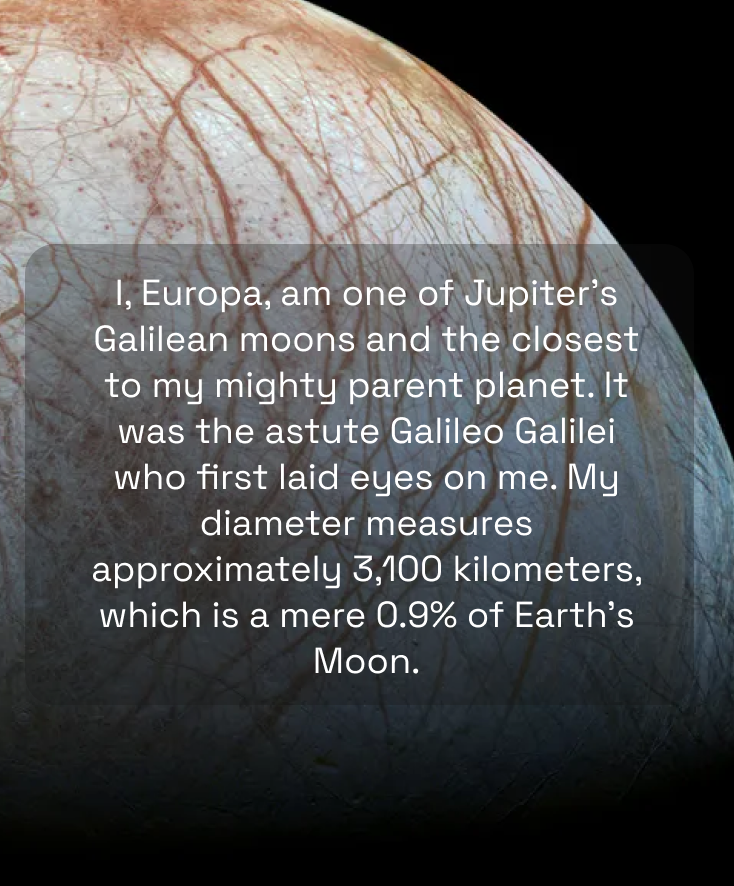 I, Europa, am one of Jupiter's
Galilean moons and the closest
to my mighty parent planet. It
was the astute Galileo Galilei
who first laid eyes on me. My
diameter measures
approximately 3,100 kilometers,
which is a mere 0.9% of Earth's
Moon.